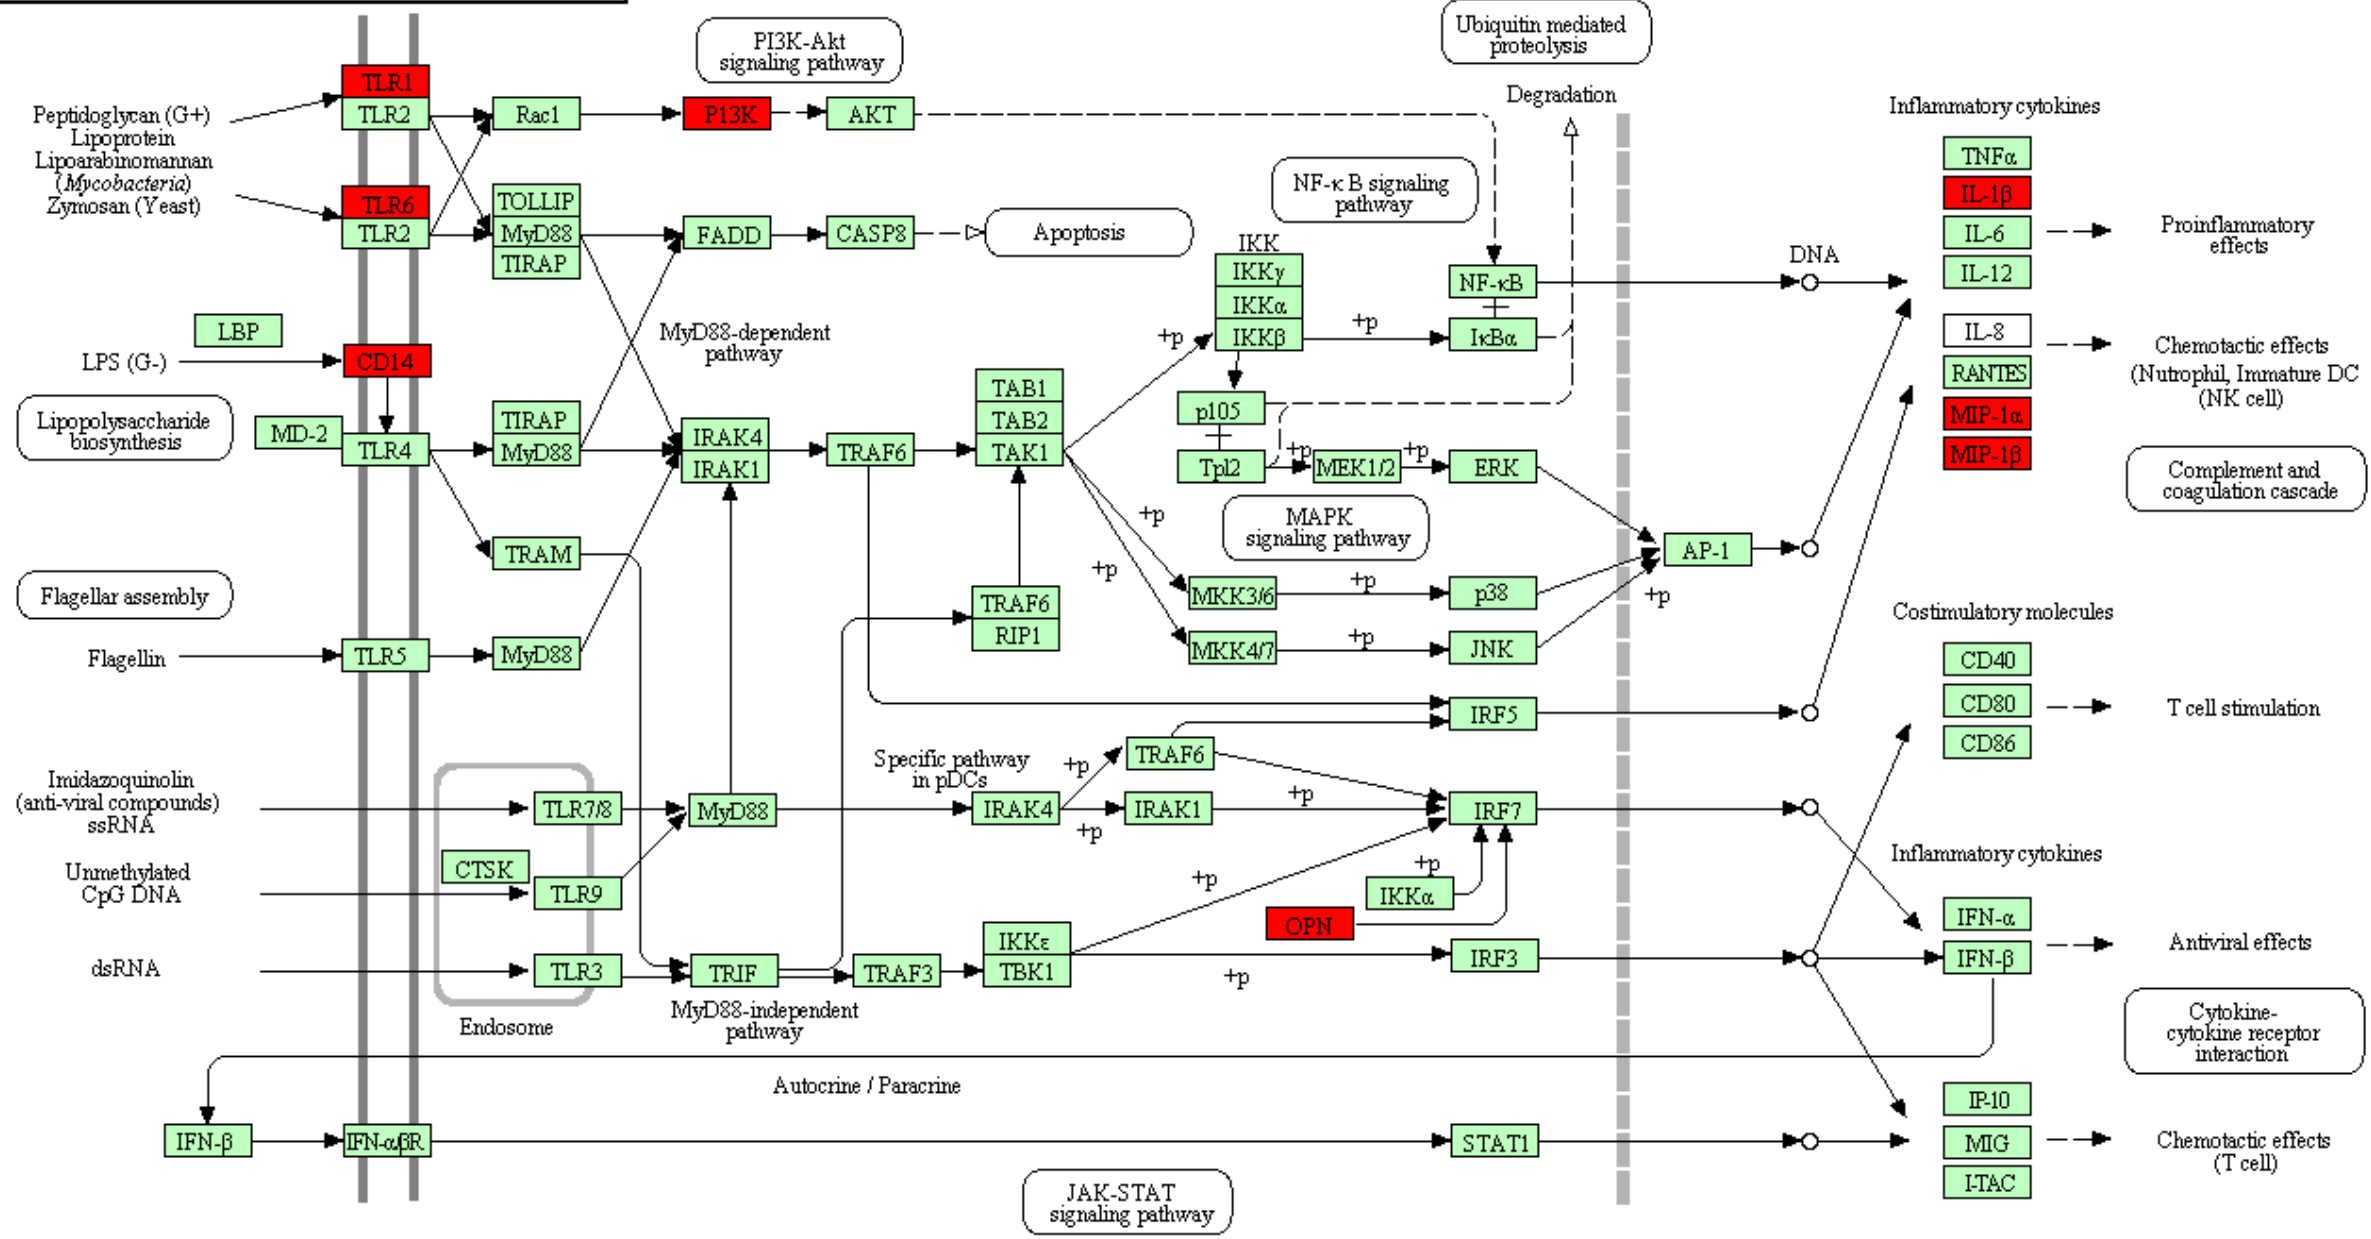 PI3K-Akt
signaling pathway
Ubiquitin mediated
proteolysis
Degradation
Inflammatory cytokines
TLR1
TLR2
Rac1
P13K
AKT
Peptidoglycan (G+)
Lipoprotein
Lipoarabinomannan
(Mycobacteria)
Zymosan (Yeast)
TLR6
TLR2
TOLLIP
MyD88
TIRAP
FADD
CASP8
Apoptosis
NF-κB signaling
pathway
TNFα
IL-1β
IL-6
IL-12
Proinflammatory
effects
IKK
IKKγ
IKKα
IKKβ
+p
+p
NF-κB
IκBα
DNA
LBP
LPS (G-)
CD14
MyD88-dependent
pathway
IL-8
RANTES
MIP-1α
MIP-1β
Chemotactic effects
(Nutrophil, Immature DC
(NK cell)
Lipopolysaccharide
biosynthesis
MD-2
TLR4
TIRAP
MyD88
IRAK4
IRAK1
TRAF6
TAB1
TAB2
TAK1
p105
Tpl2
+p
MEK1/2
+p
ERK
Complement and
coagulation cascade
MAPK
signaling pathway
+p
+p
TRAM
AP-1
Flagellar assembly
TRAF6
RIP1
MKK3/6
+p
p38
+p
MKK4/7
+p
JNK
Flagellin
TLR5
MyD88
Costimulatory molecules
CD40
CD80
CD86
T cell stimulation
IRF5
Specific pathway
in pDCs
+p
TRAF6
Imidazoquinolin
(anti-viral compounds)
ssRNA
TLR7/8
MyD88
IRAK4
+p
IRAK1
+p
IRF7
Unmethylated
CpG DNA
CTSK
TLR9
+p
+p
IKKα
OPN
Inflammatory cytokines
IFN-α
IFN-β
Antiviral effects
dsRNA
TLR3
TRIF
TRAF3
IKKε
TBK1
+p
IRF3
Endosome
MyD88-independent
pathway
Cytokine-
cytokine receptor
interaction
Autocrine / Paracrine
IFN-β
IFN-αβR
STAT1
IP-10
MIG
I-TAC
Chemotactic effects
(T cell)
JAK-STAT
signaling pathway